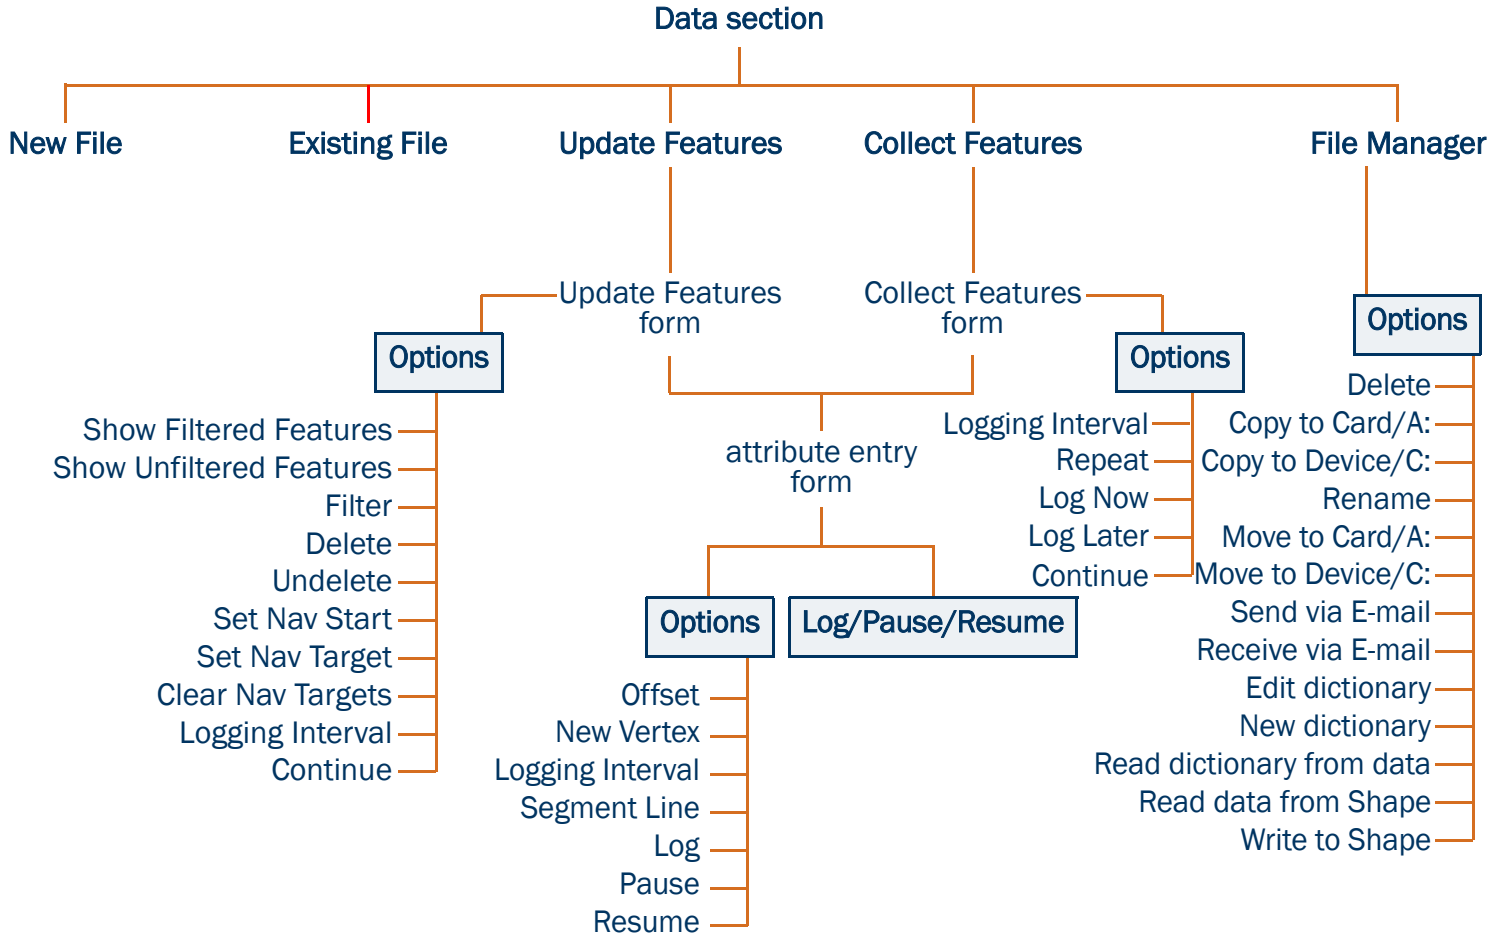 Data section
New File
Existing File
Update Features
Collect Features
File Manager
Update Features
form
Options
Show Filtered Features
Show Unfiltered Features
Filter
Delete
Undelete
Set Nav Start
Set Nav Target
Clear Nav Targets
Logging Interval
Continue
Collect Features
form
Options
Logging Interval
Repeat
Log Now
Log Later
Continue
attribute entry
form
Options
Log/Pause/Resume
Offset
New Vertex
Logging Interval
Segment Line
Log
Pause
Resume
Options
Delete
Copy to Card/A:
Copy to Device/C:
Rename
Move to Card/A:
Move to Device/C:
Send via E-mail
Receive via E-mail
Edit dictionary
New dictionary
Read dictionary from data
Read data from Shape
Write to Shape